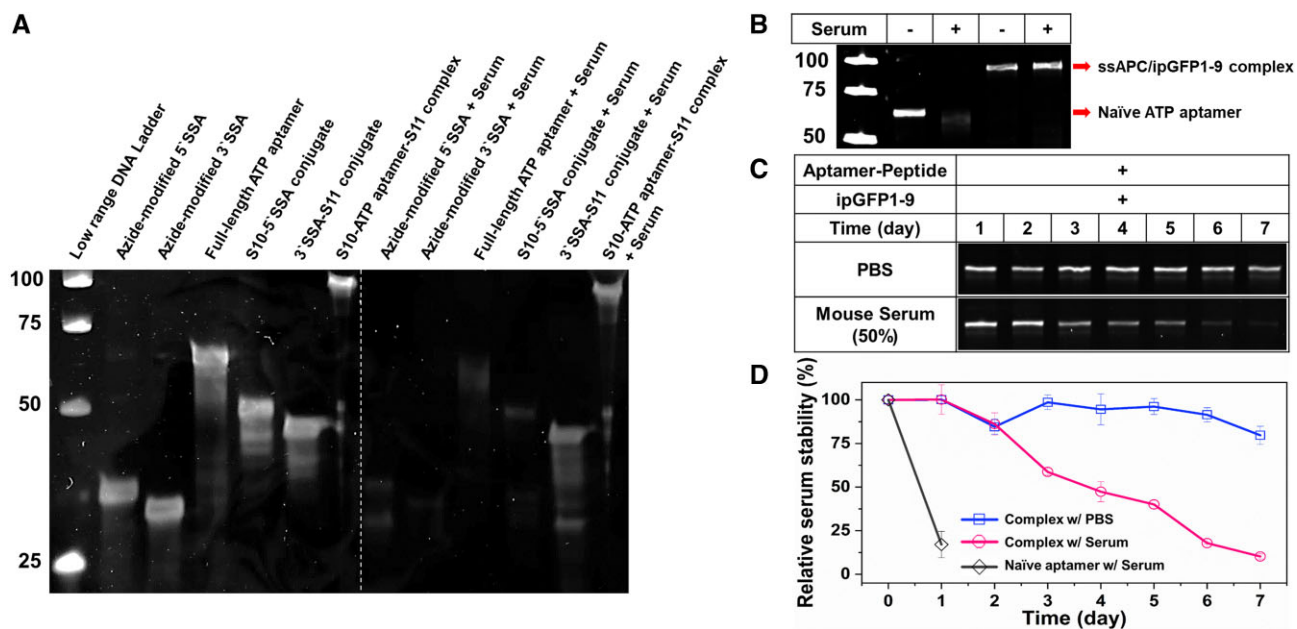 A
Low range DNA Ladder
Azide-modified 5`SSA
Azide-modified 3`SSA
Full-length ATP aptamer
S10-5`SSA conjugate
3`SSA-S11 conjugate
S10-ATP aptamer-S11 complex
Azide-modified 5`SSA + Serum
Azide-modified 3`SSA + Serum
Full-length ATP aptamer + Serum
S10-5`SSA conjugate + Serum
3`SSA-S11 conjugate + Serum
S10-ATP aptamer-S11 complex
+ Serum
100
75
50
25
B
Serum - + - +
100
75
50
ssAPC/ipGFP1-9 complex
Naïve ATP aptamer
C
Aptamer-Peptide +
ipGFP1-9 +
Time (day) 1 2 3 4 5 6 7
PBS
Mouse Serum
(50%)
D
Relative serum stability (%)
100
75
50
25
0
Complex w/ PBS
Complex w/ Serum
Naïve aptamer w/ Serum
0 1 2 3 4 5 6 7
Time (day)